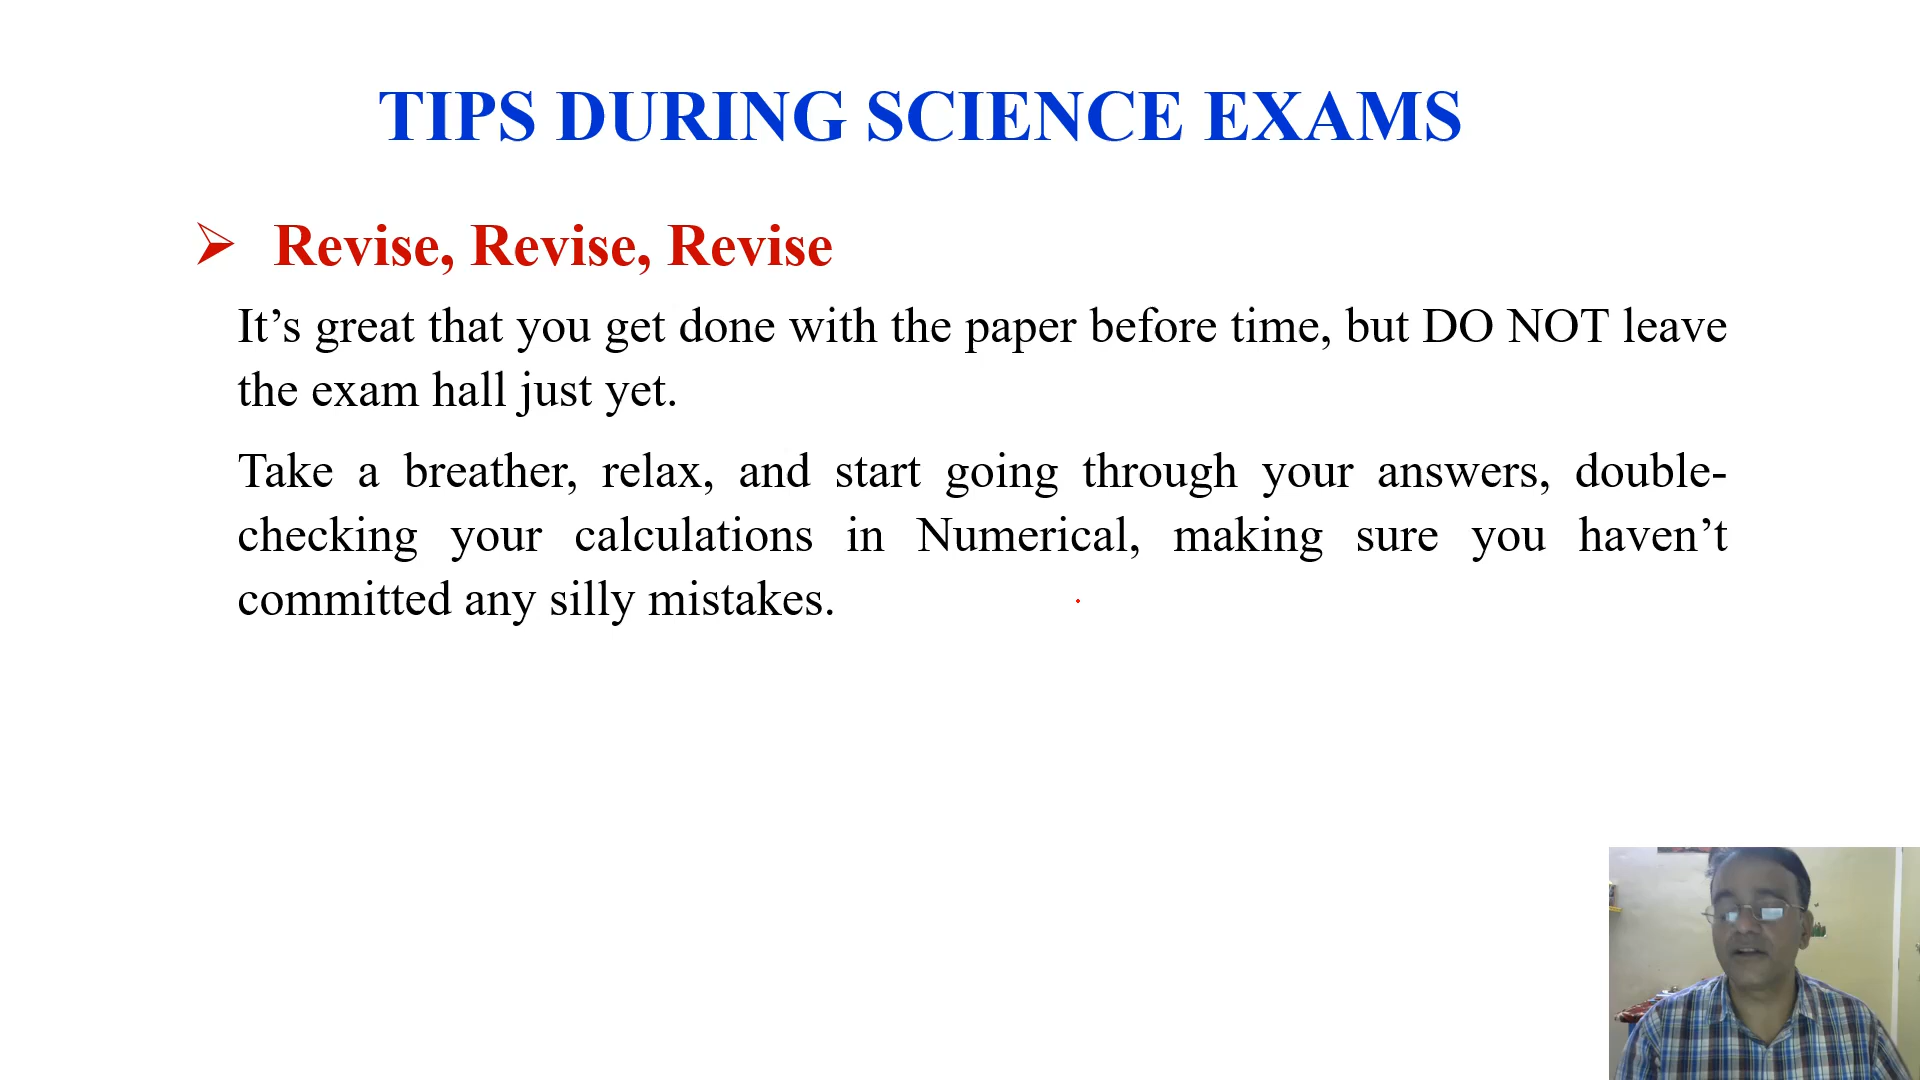 TIPS DURING SCIENCE EXAMS
Revise, Revise, Revise
It’s great that you get done with the paper before time, but DO NOT leave
the exam hall just yet.
Take a breather, relax, and start going through your answers, double-
checking your calculations in Numerical, making sure you haven’t
committed any silly mistakes.